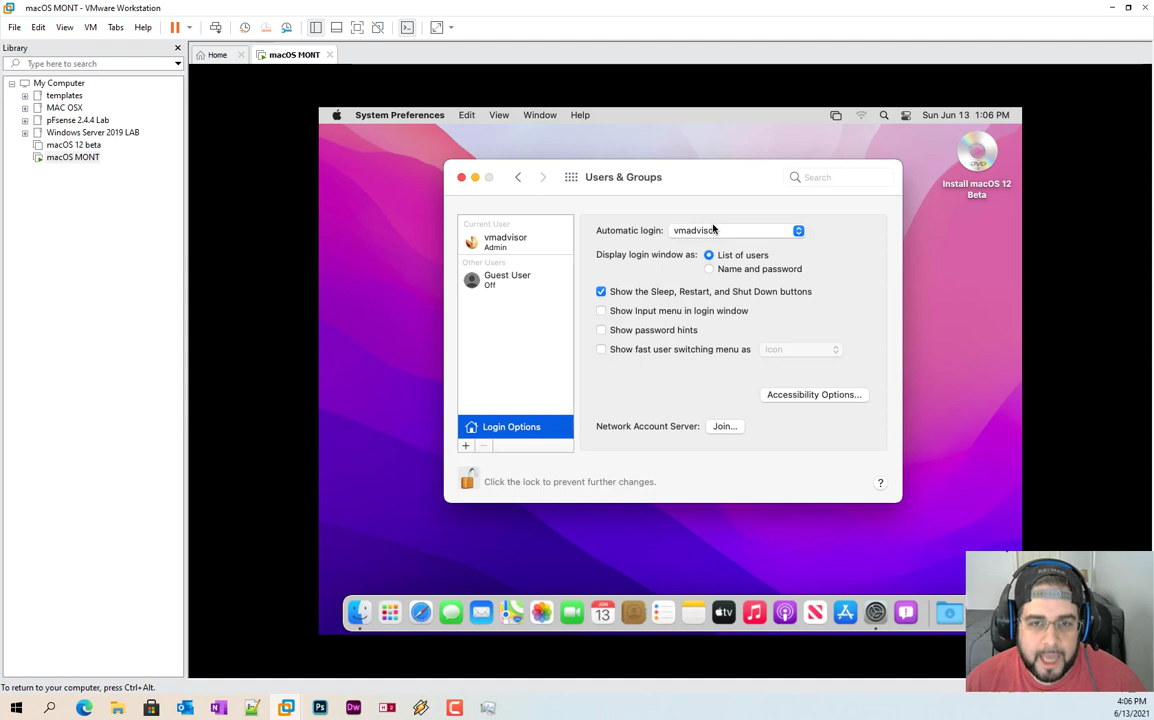 macOS MONT - VMware Workstation
File Edit View VM Tabs Help
Library
Type here to search
Home
macOS MONT
My Computer
templates
MAC OSX
pfsense 2.4.4 Lab
Windows Server 2019 LAB
macOS 12 beta
macOS MONT
System Preferences Edit View Window Help
Sun Jun 13 1:06 PM
DVD
Install macOS 12
Beta
Users & Groups
Search
Current User
vmadvisor
Admin
Other Users
Guest User
Off
Login Options
Automatic login: vmadvisor
Display login window as: List of users
Name and password
Show the Sleep, Restart, and Shut Down buttons
Show Input menu in login window
Show password hints
Show fast user switching menu as Icon
Accessibility Options...
Network Account Server: Join...
Click the lock to prevent further changes.
?
JUN
13
tv
To return to your computer, press Ctrl+Alt.
Ps
Dw
4:06 PM
6/13/2021